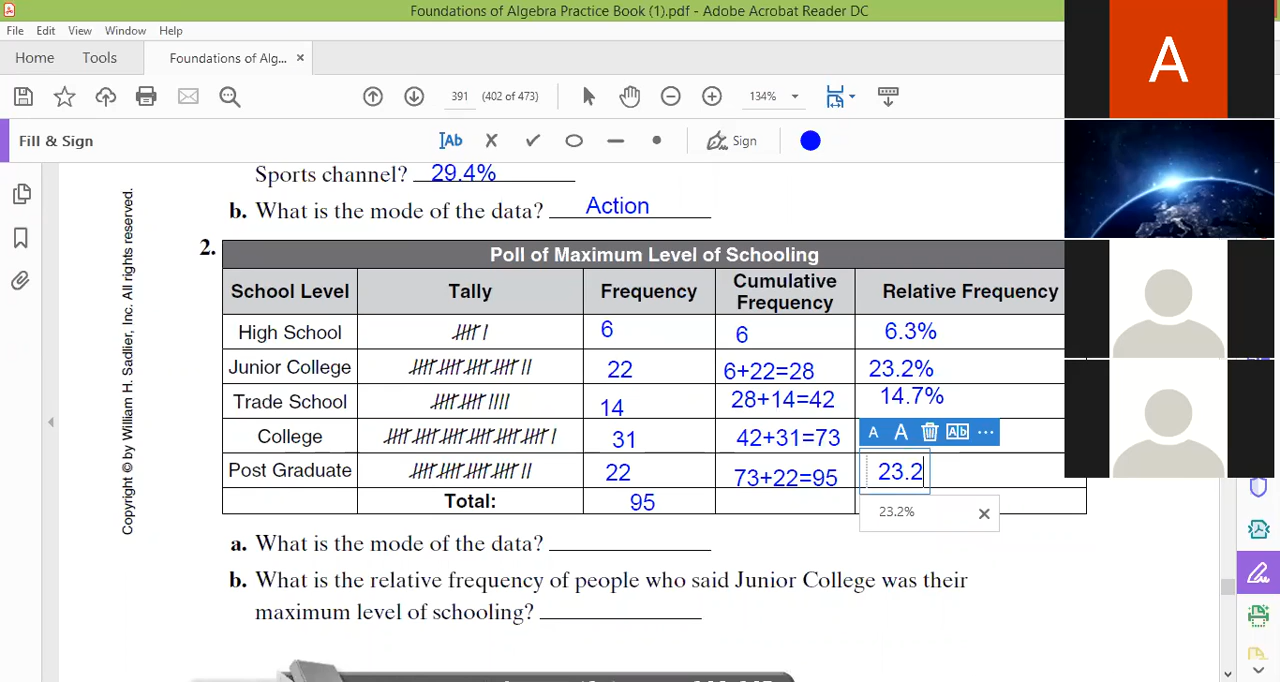 Foundations of Algebra Practice Book (1).pdf - Adobe Acrobat Reader DC
File Edit View Window Help
Home Tools Foundations of Alg... ×
391 (402 of 473) 134%
Fill & Sign Ab Sign
A
Sports channel? 29.4%
b. What is the mode of the data? Action
2. Poll of Maximum Level of Schooling
School Level Tally Frequency Cumulative Frequency Relative Frequency
High School 6 6 6.3%
Junior College 22 6+22=28 23.2%
Trade School 14 28+14=42 14.7%
College 31 42+31=73
A A Ab ...
Post Graduate 22 73+22=95 23.2
Total: 95
23.2% ×
a. What is the mode of the data?
b. What is the relative frequency of people who said Junior College was their
maximum level of schooling?
Copyright © by William H. Sadlier, Inc. All rights reserved.